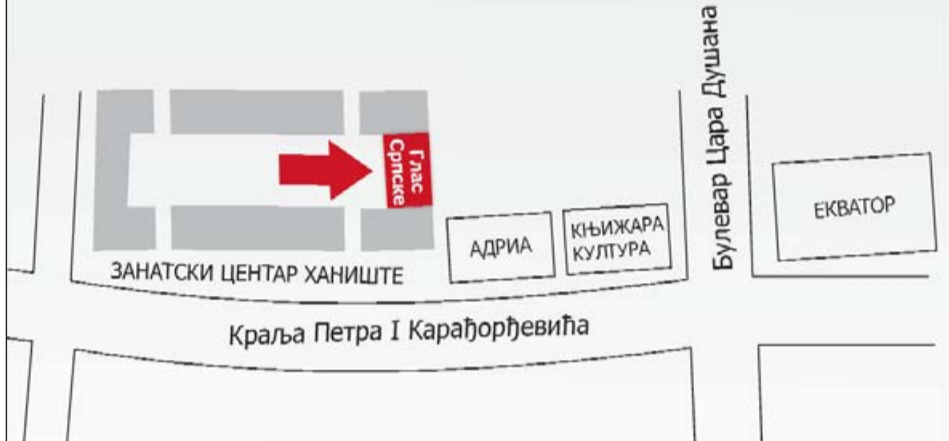 Булевар Цара Душана
Глас
Српске
ЕКВАТОР
АДРИА
КЊИЖАРА
КУЛТУРА
ЗАНАТСКИ ЦЕНТАР ХАНИШТЕ
Краља Петра I Карађорђевића